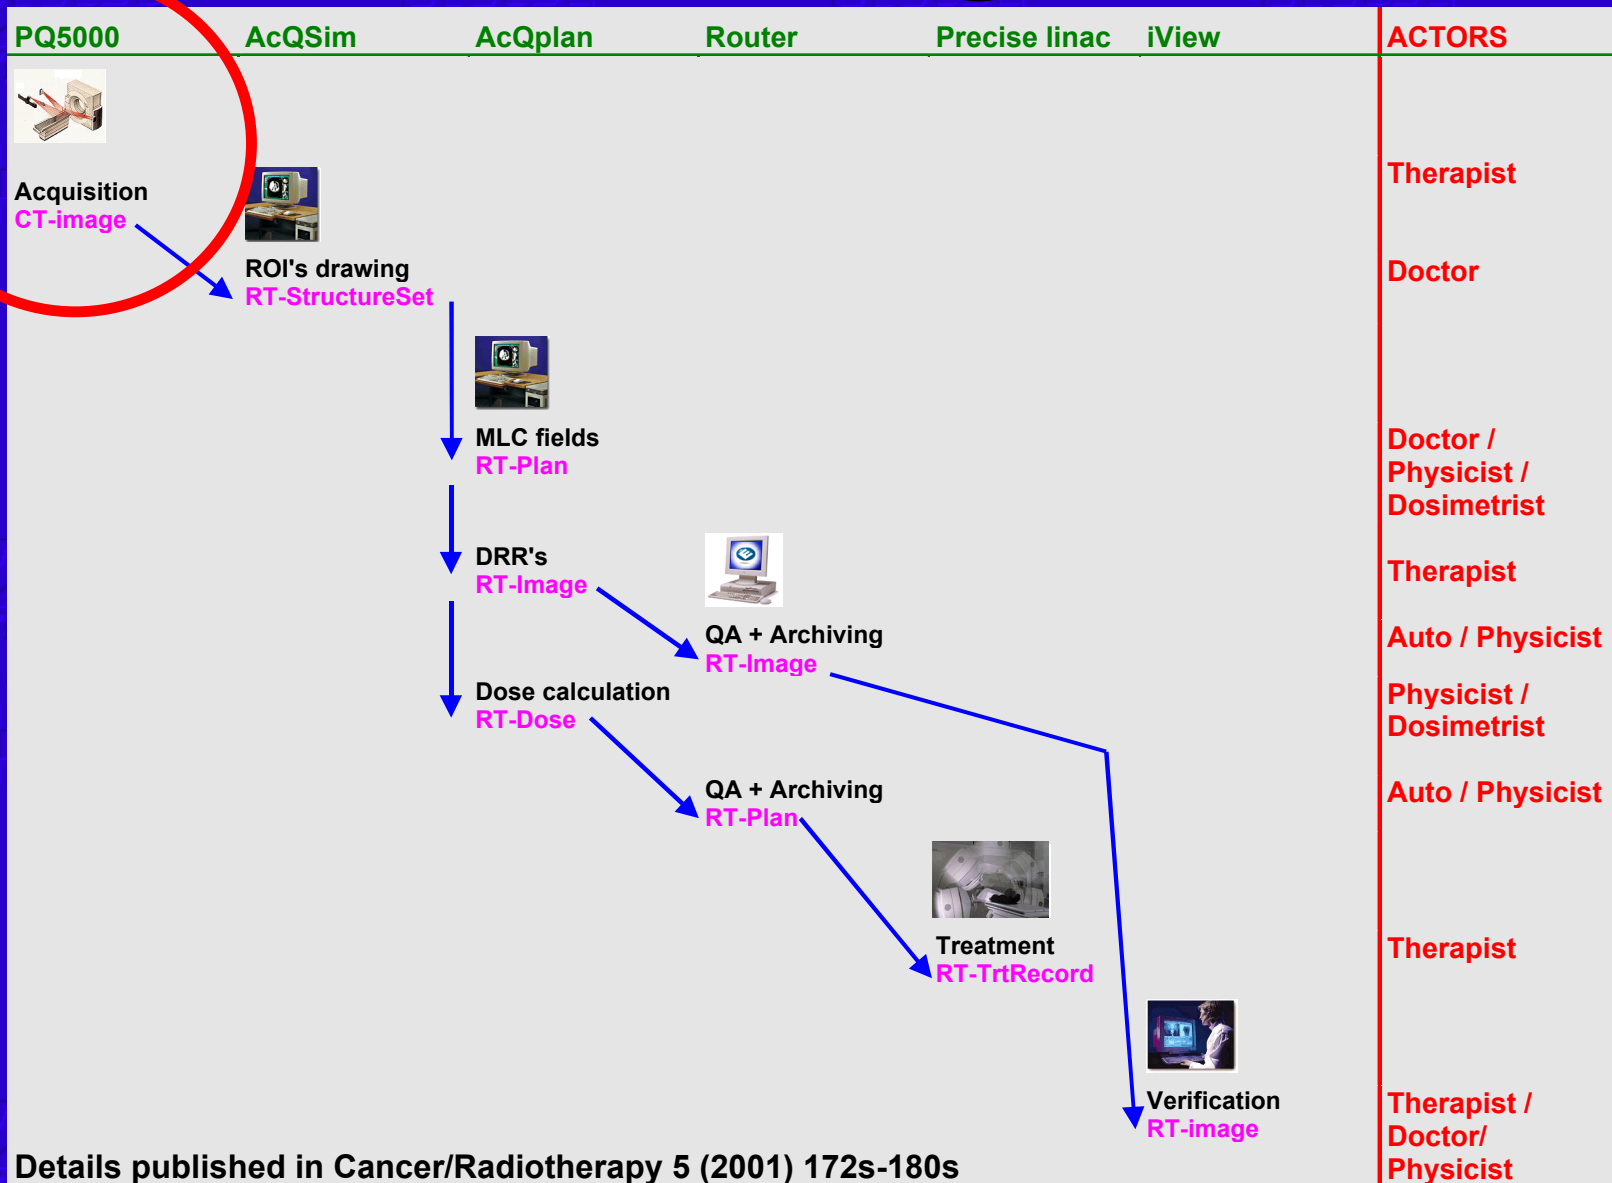 PQ5000 AcQSim AcQplan Router Precise linac iView ACTORS
Acquisition
CT-image
Therapist
ROI's drawing
RT-StructureSet
Doctor
MLC fields
RT-Plan
Doctor /
Physicist /
Dosimetrist
DRR's
RT-Image
Therapist
QA + Archiving
RT-Image
Auto / Physicist
Dose calculation
RT-Dose
Physicist /
Dosimetrist
QA + Archiving
RT-Plan
Auto / Physicist
Treatment
RT-TrtRecord
Therapist
Verification
RT-image
Therapist /
Doctor/
Physicist
Details published in Cancer/Radiotherapy 5 (2001) 172s-180s